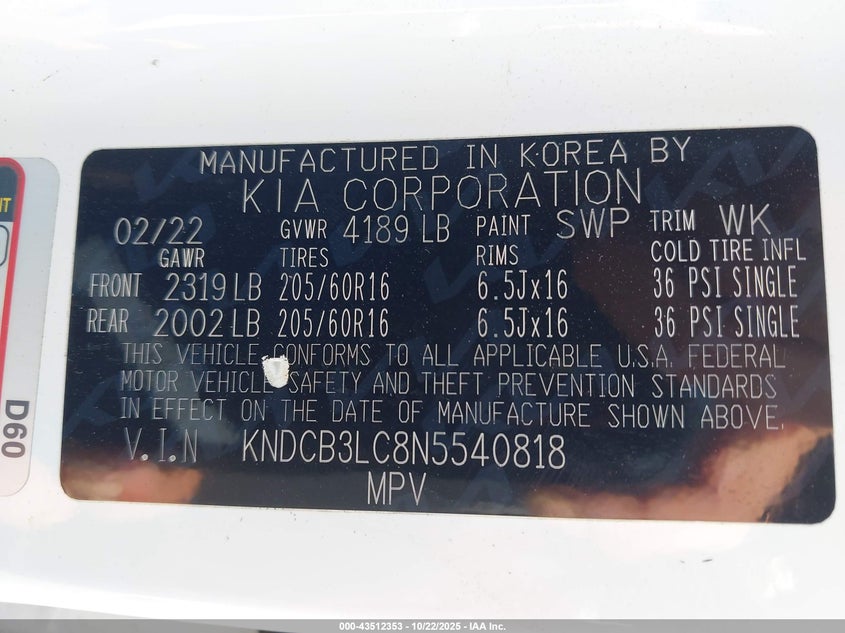 MANUFACTURED IN KOREA BY
KIA CORPORATION
02/22 GVWR 4189 LB PAINT SWP TRIM WK
GAWR TIRES RIMS COLD TIRE INFL
FRONT 2319 LB 205/60R16 6.5Jx16 36 PSI SINGLE
REAR 2002 LB 205/60R16 6.5Jx16 36 PSI SINGLE
THIS VEHICLE CONFORMS TO ALL APPLICABLE U.S.A. FEDERAL
MOTOR VEHICLE SAFETY AND THEFT PREVENTION STANDARDS
IN EFFECT ON THE DATE OF MANUFACTURE SHOWN ABOVE.
V.I.N KNDCB3LC8N5540818
MPV
D60
000-43512353 - 10/22/2025 - IAA Inc.